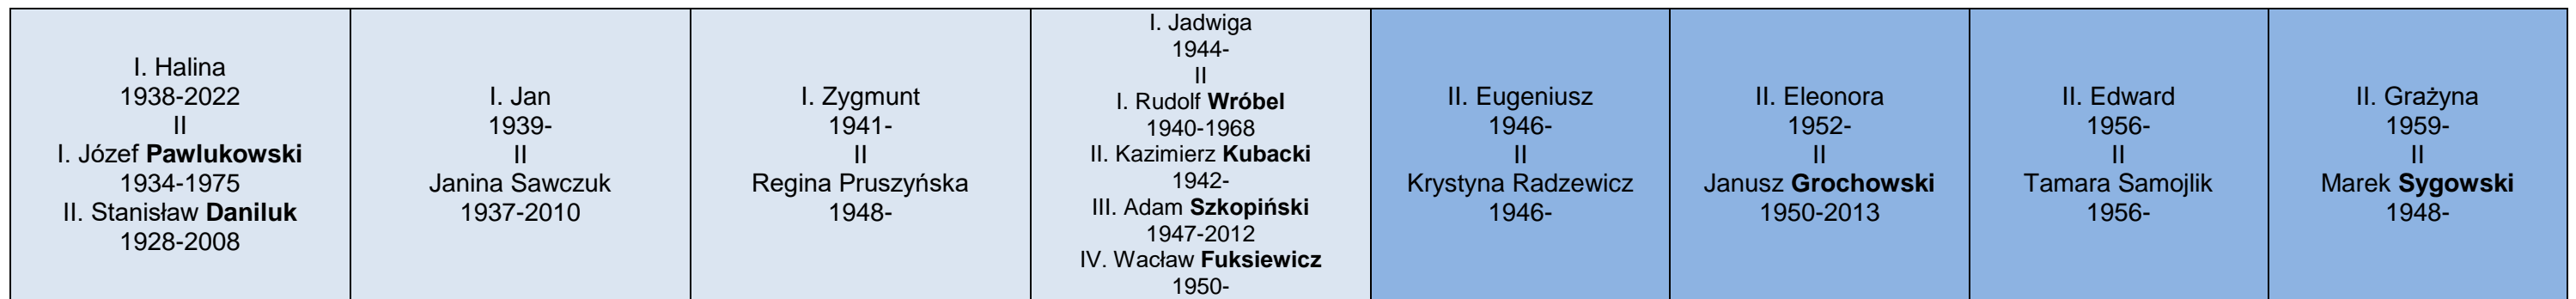 I. Halina
1938-2022
II
I. Józef Pawlukowski
1934-1975
II. Stanisław Daniluk
1928-2008
I. Jan
1939-
II
Janina Sawczuk
1937-2010
I. Zygmunt
1941-
II
Regina Pruszyńska
1948-
I. Jadwiga
1944-
II
I. Rudolf Wróbel
1940-1968
II. Kazimierz Kubacki
1942-
III. Adam Szkopiński
1947-2012
IV. Wacław Fuksiewicz
1950-
II. Eugeniusz
1946-
II
Krystyna Radzewicz
1946-
II. Eleonora
1952-
II
Janusz Grochowski
1950-2013
II. Edward
1956-
II
Tamara Samojlik
1956-
II. Grażyna
1959-
II
Marek Sygowski
1948-